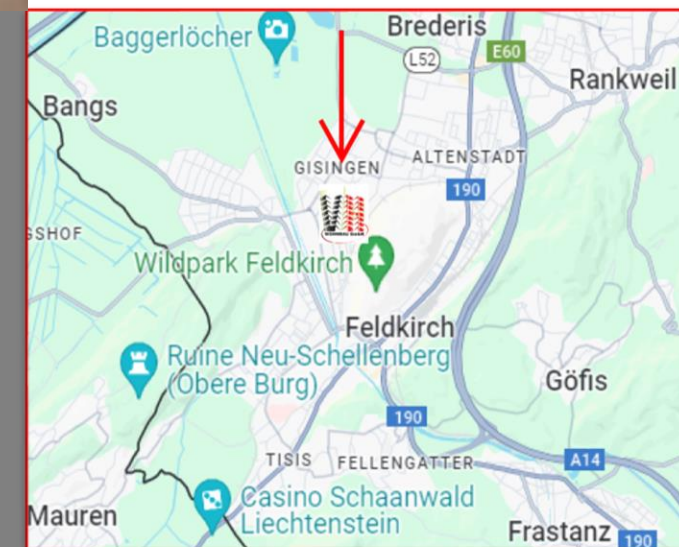 Brederis
Baggerlöcher
L52
E60
Rankweil
Bangs
GISINGEN
ALTENSTADT
190
Wildpark Feldkirch
Feldkirch
Ruine Neu-Schellenberg
(Obere Burg)
Göfis
190
TISIS
FELLENGATTER
A14
Casino Schaanwald
Liechtenstein
Mauren
Frastanz
190